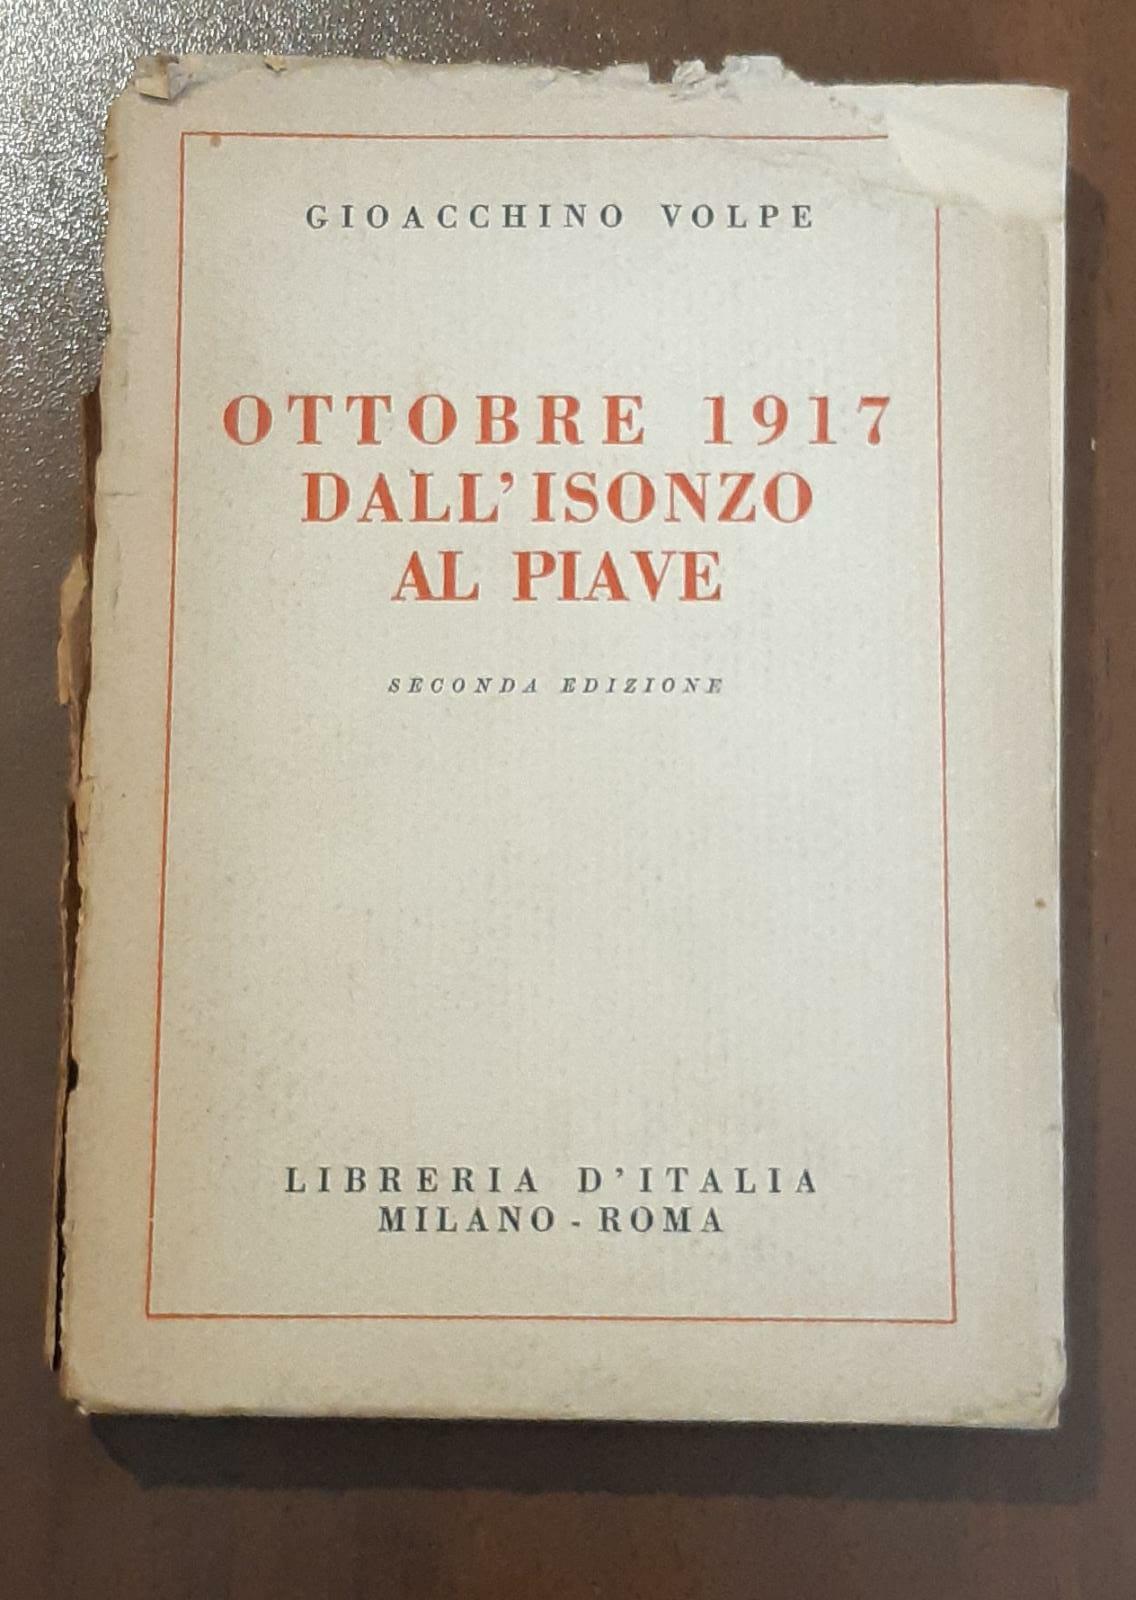 GIOACCHINO VOLPE
OTTOBRE 1917
DALL'ISONZO
AL PIAVE
SECONDA EDIZIONE
LIBRERIA D'ITALIA
MILANO - ROMA